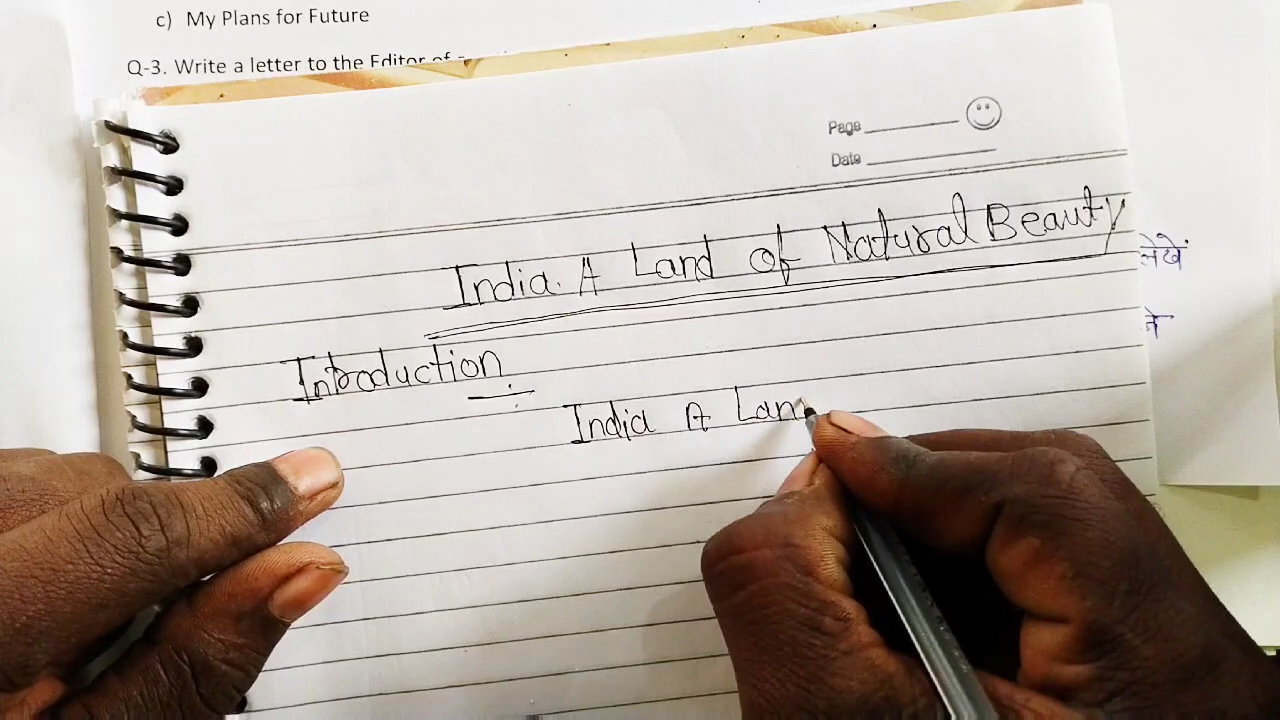 c) My Plans for Future
Q-3. Write a letter to the Editor of
Page
Date
India. A Land of Natural Beauty
लेखें
ने
Introduction :-
India A Lan